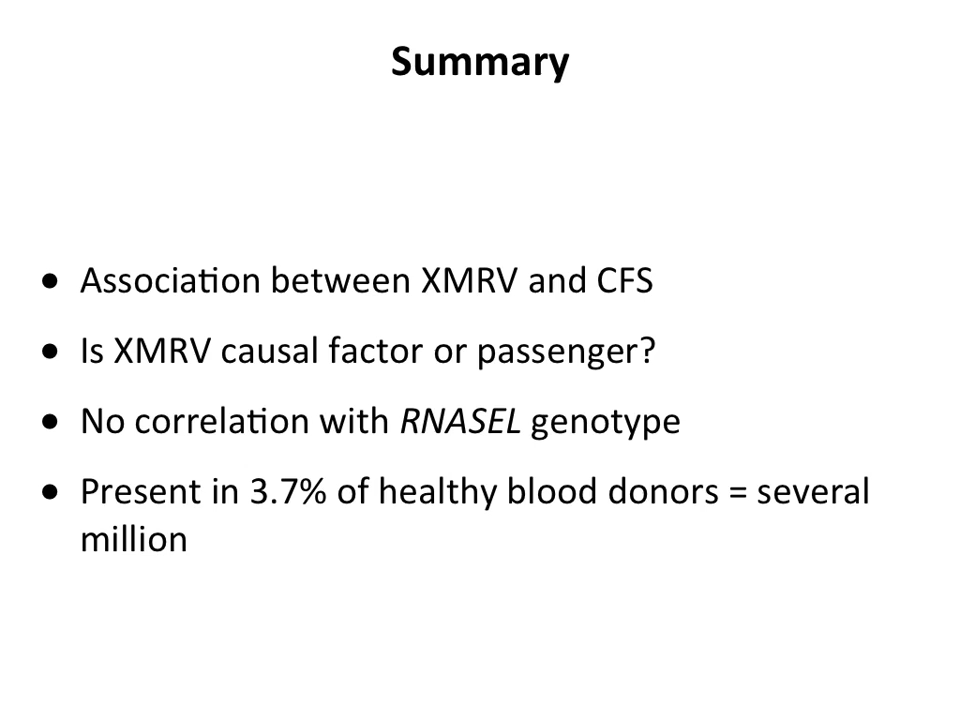 Summary
• Association between XMRV and CFS
• Is XMRV causal factor or passenger?
• No correlation with RNASEL genotype
• Present in 3.7% of healthy blood donors = several
million